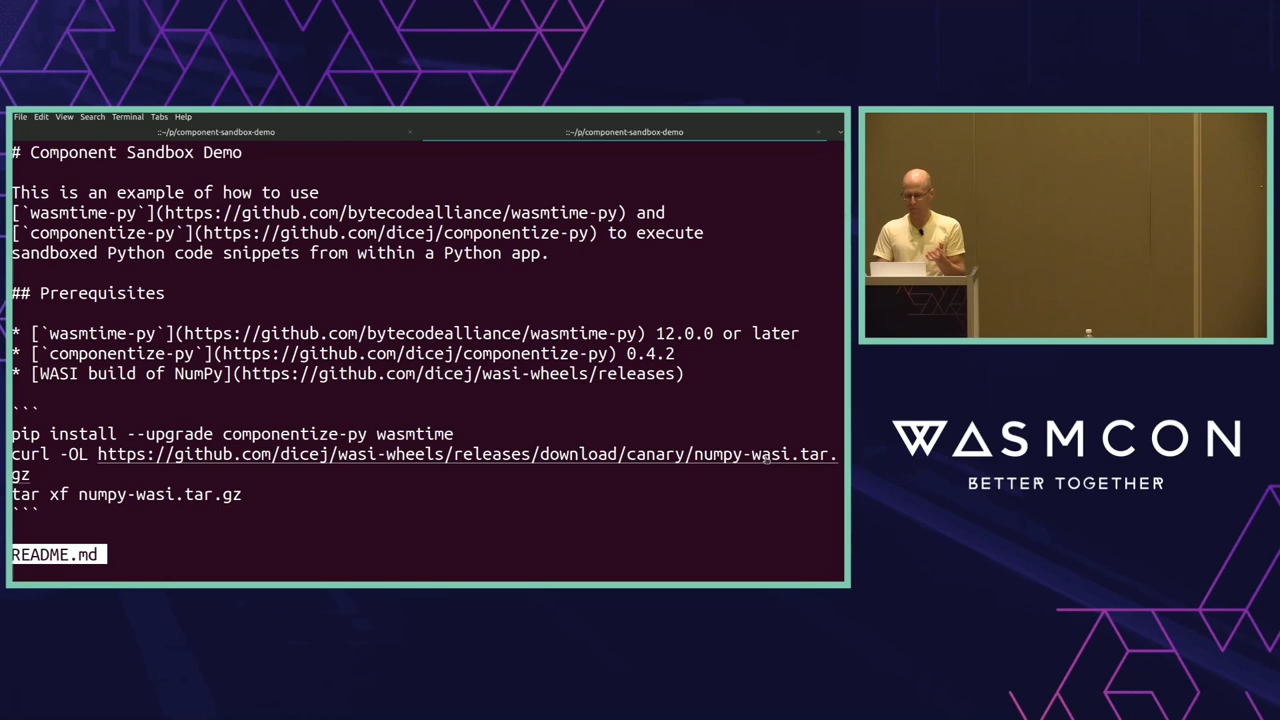 File Edit View Search Terminal Tabs Help
::~/p/component-sandbox-demo × ::~/p/component-sandbox-demo ×
# Component Sandbox Demo
This is an example of how to use
[`wasmtime-py`](https://github.com/bytecodealliance/wasmtime-py) and
[`componentize-py`](https://github.com/dicej/componentize-py) to execute
sandboxed Python code snippets from within a Python app.
## Prerequisites
* [`wasmtime-py`](https://github.com/bytecodealliance/wasmtime-py) 12.0.0 or later
* [`componentize-py`](https://github.com/dicej/componentize-py) 0.4.2
* [WASI build of NumPy](https://github.com/dicej/wasi-wheels/releases)
```
pip install --upgrade componentize-py wasmtime
curl -OL https://github.com/dicej/wasi-wheels/releases/download/canary/numpy-wasi.tar.
gz
tar xf numpy-wasi.tar.gz
```
README.md
WASMCON
BETTER TOGETHER